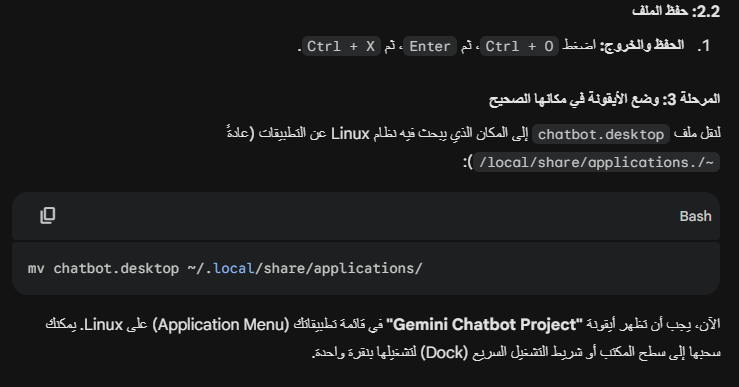 2.2: حفظ الملف
1. الحفظ والخروج: اضغط Ctrl + O، ثم Enter، ثم Ctrl + X.
المرحلة 3: وضع الأيقونة في مكانها الصحيح
لنقل ملف chatbot.desktop إلى المكان الذي يبحث فيه نظام Linux عن التطبيقات (عادةً
~/.local/share/applications/):
Bash
mv chatbot.desktop ~/.local/share/applications/
الآن، يجب أن تظهر أيقونة "Gemini Chatbot Project" في قائمة تطبيقاتك (Application Menu) على Linux. يمكنك
سحبها إلى سطح المكتب أو شريط التشغيل السريع (Dock) لتشغيلها بنقرة واحدة.